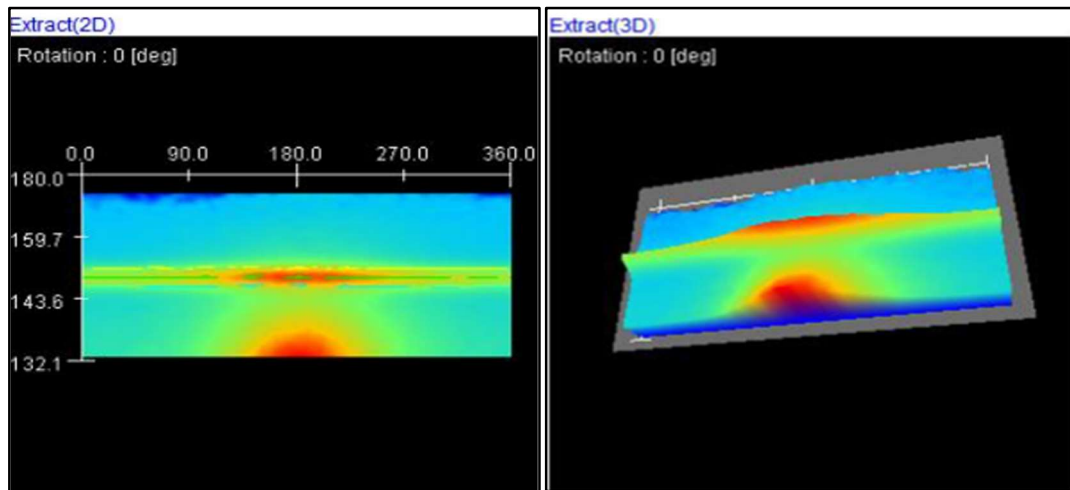 Extract(2D)
Rotation : 0 [deg]
0.0 90.0 180.0 270.0 360.0
180.0
159.7
143.6
132.1
Extract(3D)
Rotation : 0 [deg]